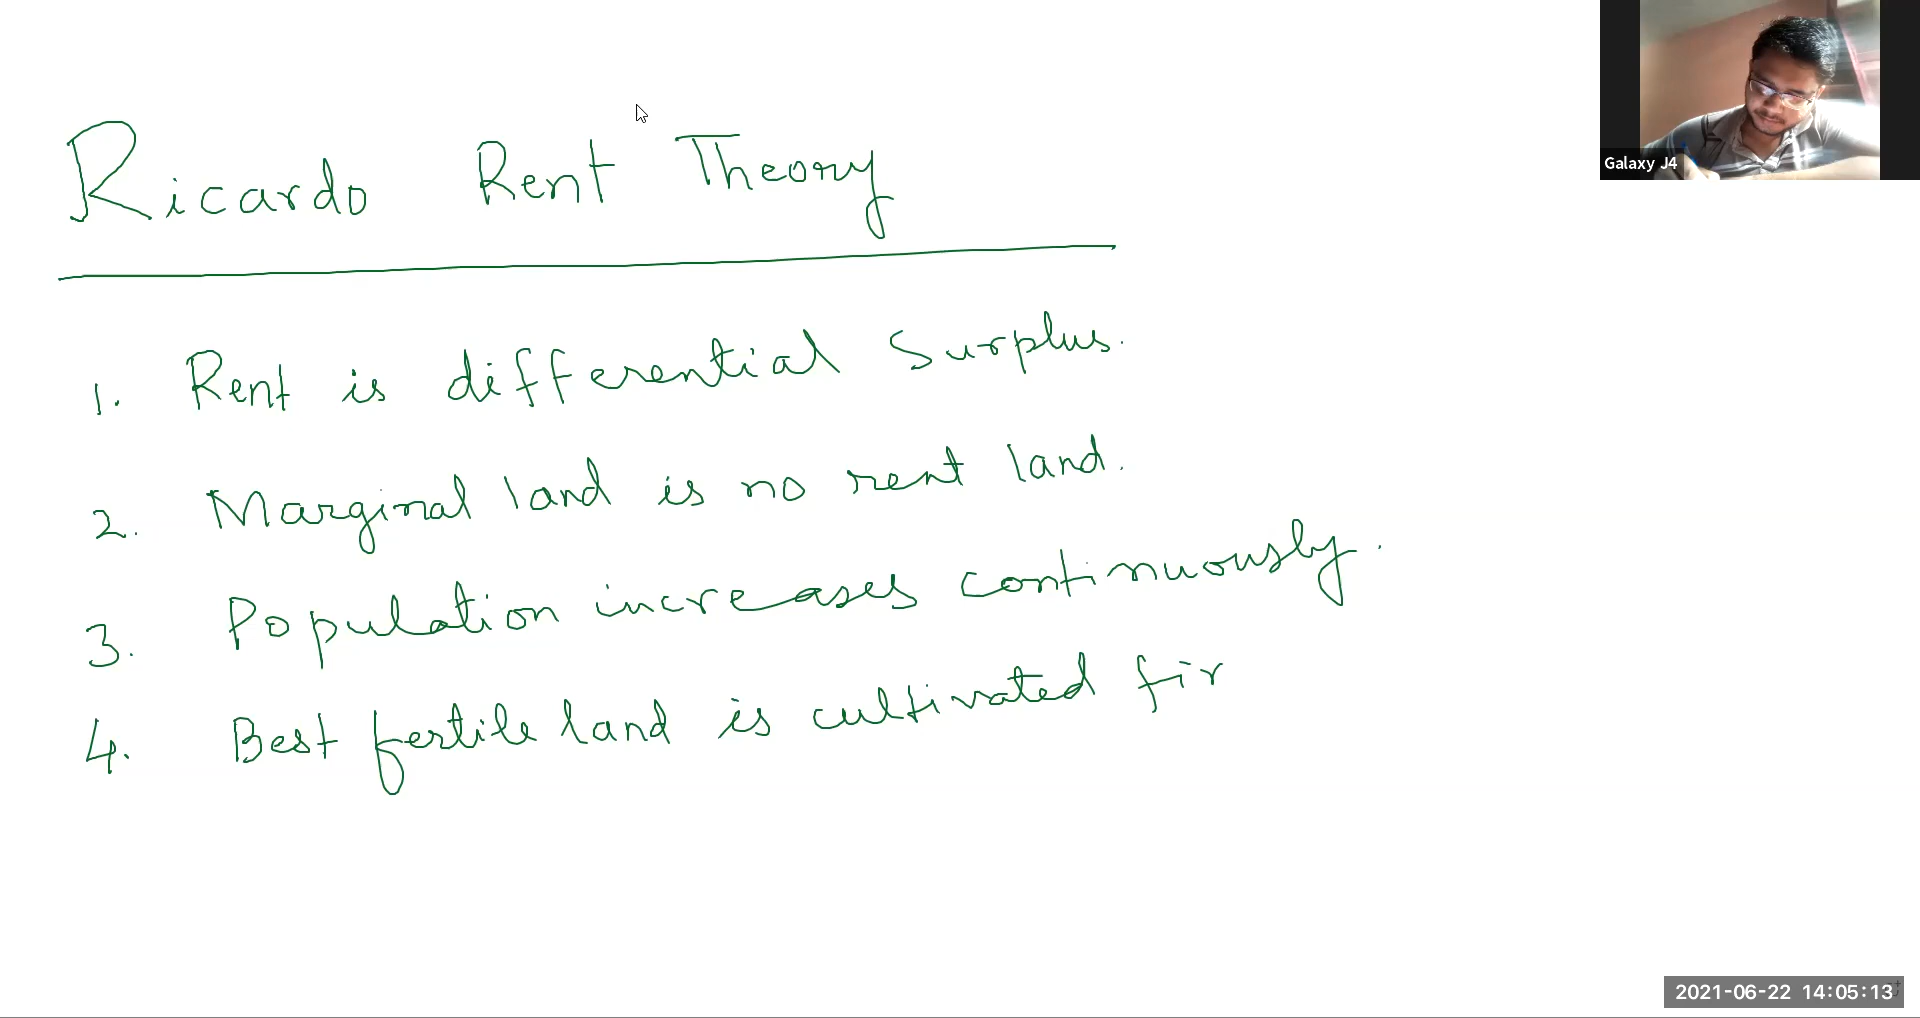 Ricardo Rent Theory
1. Rent is differential Surplus.
2. Marginal land is no rent land.
3. Population increases continuously.
4. Best fertile land is cultivated fir
Galaxy J4
2021-06-22 14:05:13